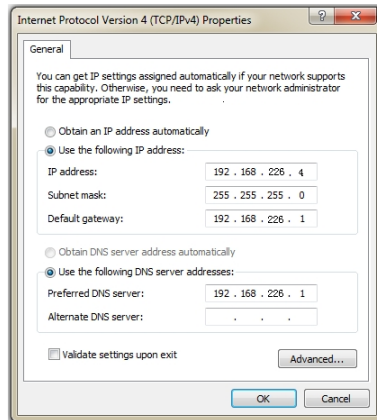 Internet Protocol Version 4 (TCP/IPv4) Properties
?
X
General
You can get IP settings assigned automatically if your network supports
this capability. Otherwise, you need to ask your network administrator
for the appropriate IP settings.
Obtain an IP address automatically
Use the following IP address:
IP address: 192 . 168 . 226 . 4
Subnet mask: 255 . 255 . 255 . 0
Default gateway: 192 . 168 . 226 . 1
Obtain DNS server address automatically
Use the following DNS server addresses:
Preferred DNS server: 192 . 168 . 226 . 1
Alternate DNS server: . . .
Validate settings upon exit
Advanced...
OK Cancel